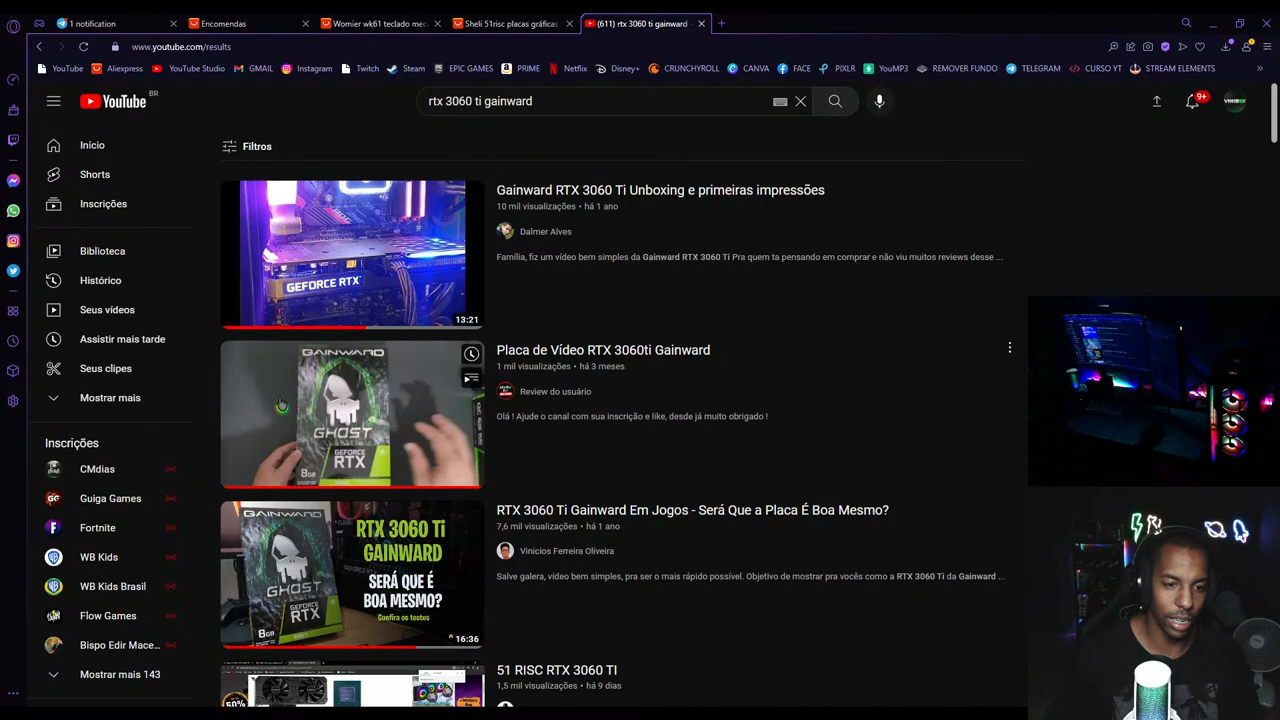 1 notification
Encomendas
Womier wk61 teclado mec
Sheli 51risc placas gráficas
(611) rtx 3060 ti gainward
www.youtube.com/results
YouTube
Aliexpress
YouTube Studio
GMAIL
Instagram
Twitch
Steam
EPIC GAMES
PRIME
Netflix
Disney+
CRUNCHYROLL
CANVA
FACE
PIXLR
YouMP3
REMOVER FUNDO
TELEGRAM
CURSO YT
STREAM ELEMENTS
YouTube BR
rtx 3060 ti gainward
9+
Início
Shorts
Inscrições
Biblioteca
Histórico
Seus vídeos
Assistir mais tarde
Seus clipes
Mostrar mais
Inscrições
CMdias
Guiga Games
Fortnite
WB Kids
WB Kids Brasil
Flow Games
Bispo Edir Mace...
Mostrar mais 143
Filtros
GEFORCE RTX
13:21
Gainward RTX 3060 Ti Unboxing e primeiras impressões
10 mil visualizações • há 1 ano
Dalmer Alves
Família, fiz um vídeo bem simples da Gainward RTX 3060 Ti Pra quem ta pensando em comprar e não viu muitos reviews desse ...
GAINWARD
GHOST
GEFORCE
RTX
8GB
Placa de Vídeo RTX 3060ti Gainward
1 mil visualizações • há 3 meses
Review do usuário
Olá ! Ajude o canal com sua inscrição e like, desde já muito obrigado !
GAINWARD
GHOST
GEFORCE
RTX
8GB
RTX 3060 Ti
GAINWARD
SERÁ QUE É
BOA MESMO?
Confira os testes
16:36
RTX 3060 Ti Gainward Em Jogos - Será Que a Placa É Boa Mesmo?
7,6 mil visualizações • há 1 ano
Vinicios Ferreira Oliveira
Salve galera, vídeo bem simples, pra ser o mais rápido possível. Objetivo de mostrar pra vocês como a RTX 3060 Ti da Gainward ...
50%
51 RISC RTX 3060 TI
1,5 mil visualizações • há 9 dias